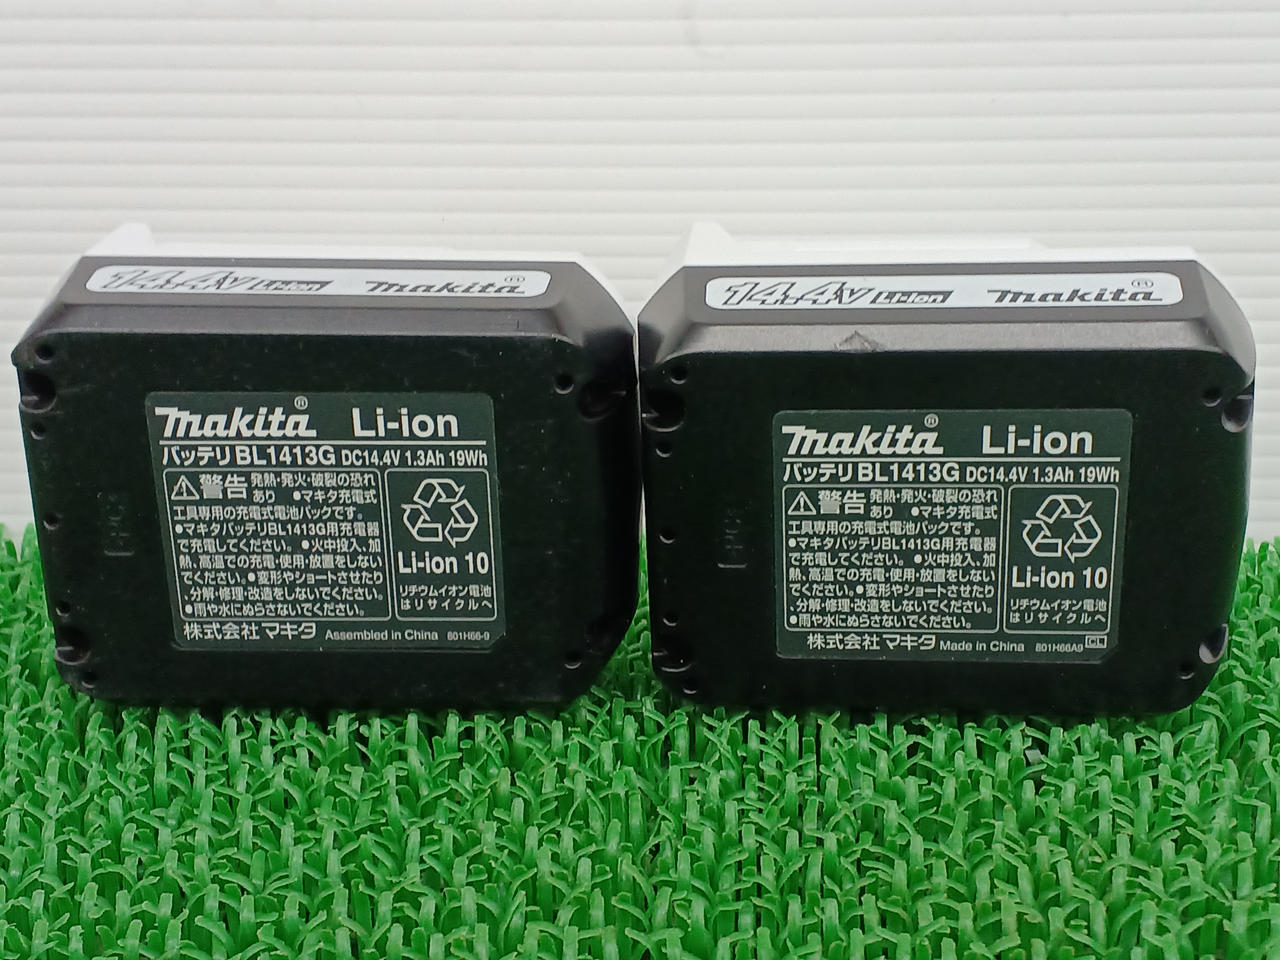 14.4V Li-ion makita®
makita® Li-ion
バッテリ BL1413G DC14.4V 1.3Ah 19Wh
警告 発熱・発火・破裂の恐れ
あり ●マキタ充電式
工具専用の充電式電池パックです。
●マキタバッテリBL1413G用充電器
で充電してください。●火中投入、加
熱、高温での充電・使用・放置をしない
でください。●変形やショートさせたり
、分解・修理・改造をしないでください。
●雨や水にぬらさないでください。
Li-ion 10
リチウムイオン電池
はリサイクルへ
株式会社マキタ Assembled in China 801H66-9
14.4V Li-ion makita®
makita® Li-ion
バッテリ BL1413G DC14.4V 1.3Ah 19Wh
警告 発熱・発火・破裂の恐れ
あり ●マキタ充電式
工具専用の充電式電池パックです。
●マキタバッテリBL1413G用充電器
で充電してください。●火中投入、加
熱、高温での充電・使用・放置をしない
でください。●変形やショートさせたり
、分解・修理・改造をしないでください。
●雨や水にぬらさないでください。
Li-ion 10
リチウムイオン電池
はリサイクルへ
株式会社マキタ Made in China 801H66A9 CL